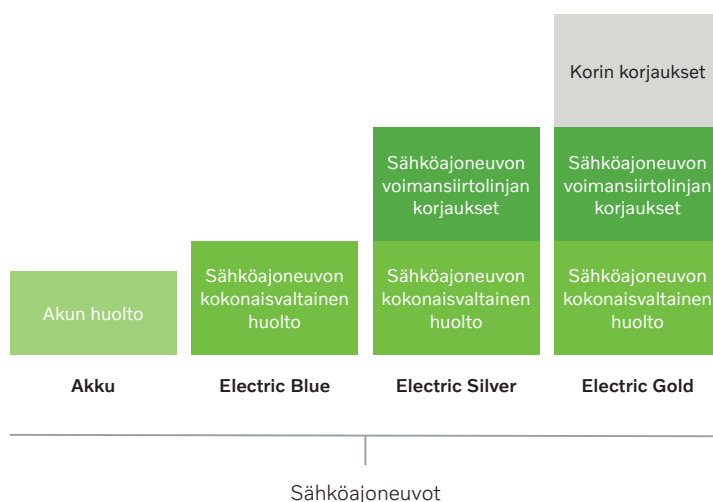 Korin korjaukset
Sähköajoneuvon
voimansiirtolinjan
korjaukset
Sähköajoneuvon
voimansiirtolinjan
korjaukset
Akun huolto
Sähköajoneuvon
kokonaisvaltainen
huolto
Sähköajoneuvon
kokonaisvaltainen
huolto
Sähköajoneuvon
kokonaisvaltainen
huolto
Akku
Electric Blue
Electric Silver
Electric Gold
Sähköajoneuvot